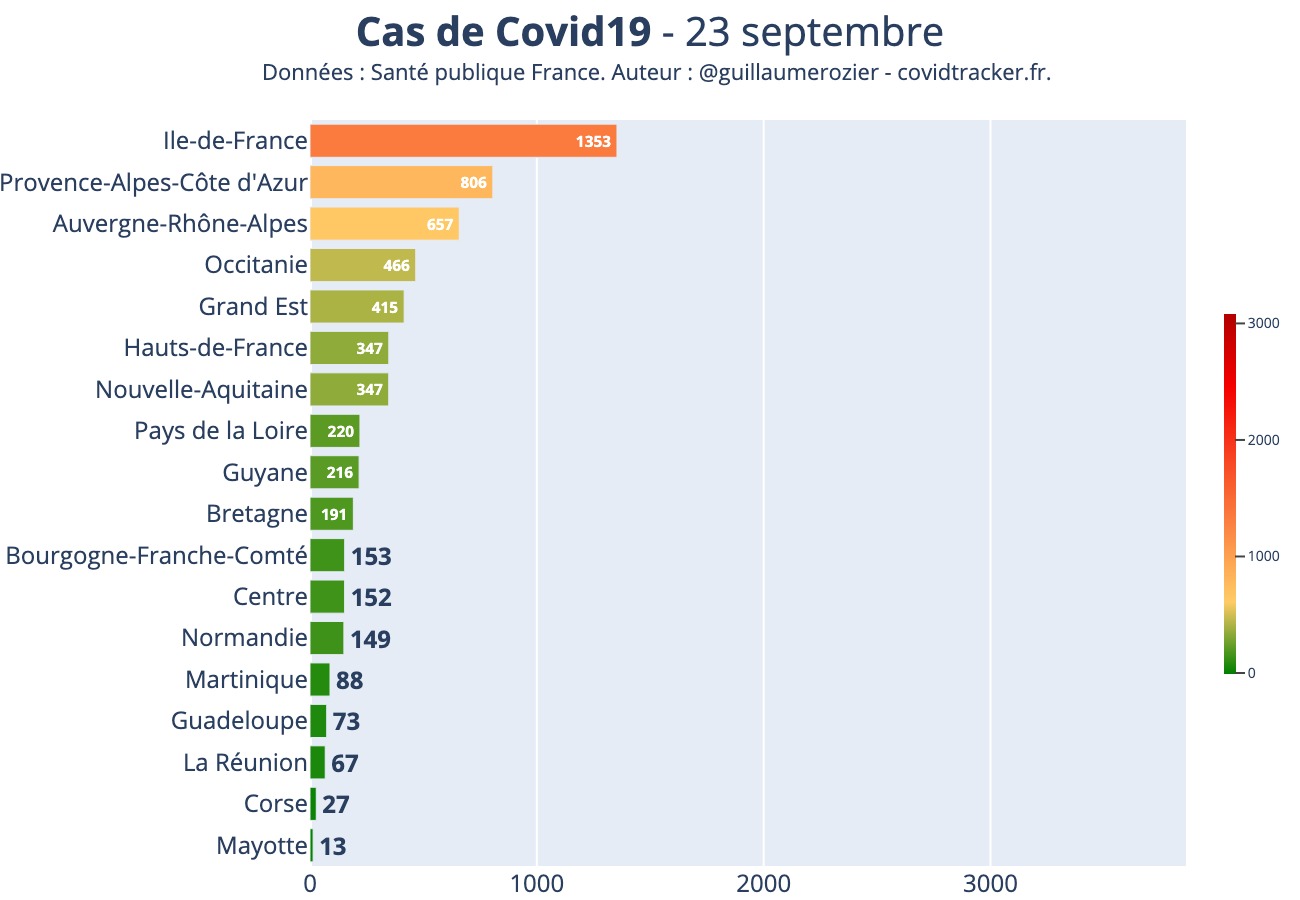 Cas de Covid19 - 23 septembre
Données : Santé publique France. Auteur : @guillaumerozier - covidtracker.fr.
Ile-de-France 1353
Provence-Alpes-Côte d'Azur 806
Auvergne-Rhône-Alpes 657
Occitanie 466
Grand Est 415
Hauts-de-France 347
Nouvelle-Aquitaine 347
Pays de la Loire 220
Guyane 216
Bretagne 191
Bourgogne-Franche-Comté 153
Centre 152
Normandie 149
Martinique 88
Guadeloupe 73
La Réunion 67
Corse 27
Mayotte 13
0 1000 2000 3000
3000
2000
1000
0